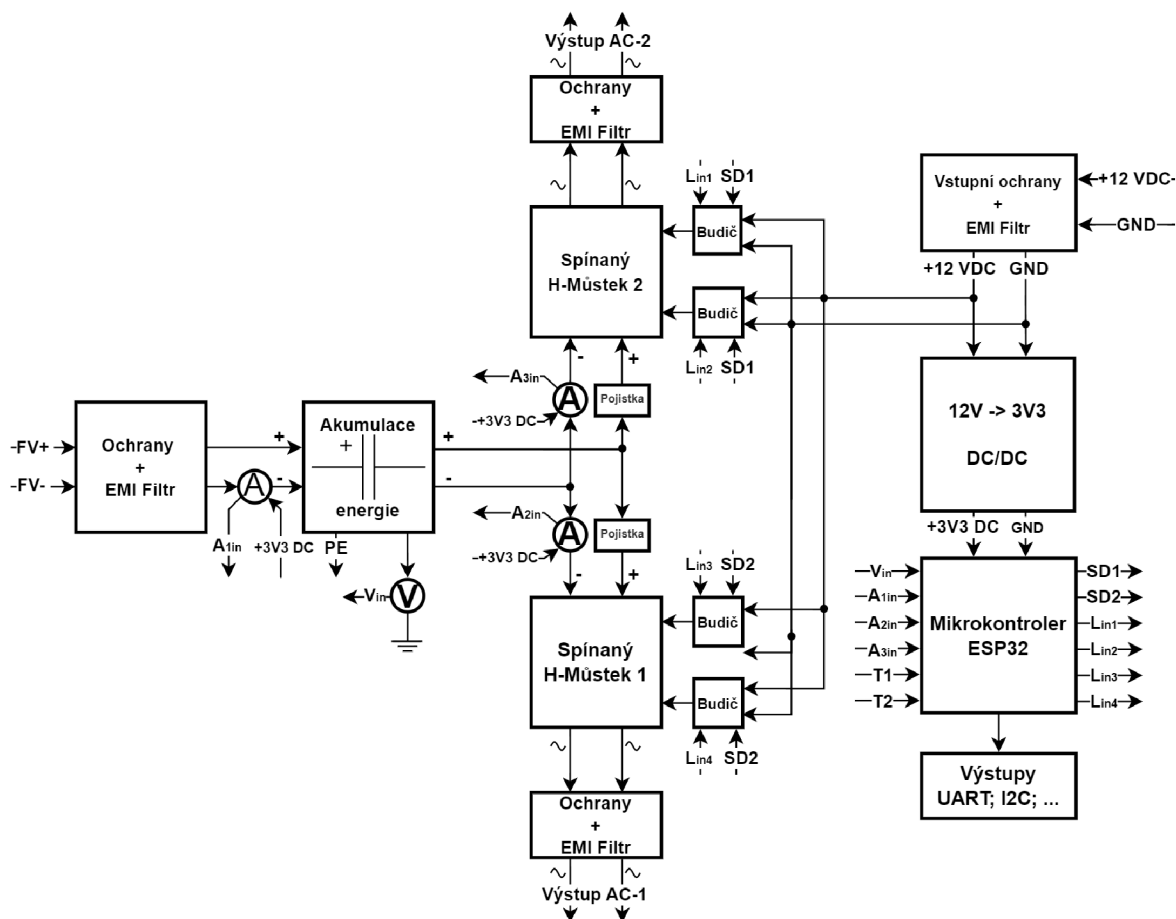 Výstup AC-2
Ochrany
+
EMI Filtr
Lin1 SD1
Budič
Spínaný
H-Můstek 2
Budič
Lin2 SD1
Vstupní ochrany
+
EMI Filtr
+12 VDC-
GND
+12 VDC GND
- +
A3in
A
-+3V3 DC
Pojistka
12V -> 3V3
DC/DC
+3V3 DC GND
-FV+
-FV-
Ochrany
+
EMI Filtr
+
-
A
A1in +3V3 DC
Akumulace
+
energie
PE
+
-
Vin V
A2in
A
-+3V3 DC
Pojistka
- +
Lin3 SD2
Budič
Spínaný
H-Můstek 1
Budič
Lin4 SD2
Vin
A1in
A2in
A3in
T1
T2
Mikrokontroler
ESP32
SD1
SD2
Lin1
Lin2
Lin3
Lin4
Výstupy
UART; I2C; ...
Ochrany
+
EMI Filtr
Výstup AC-1